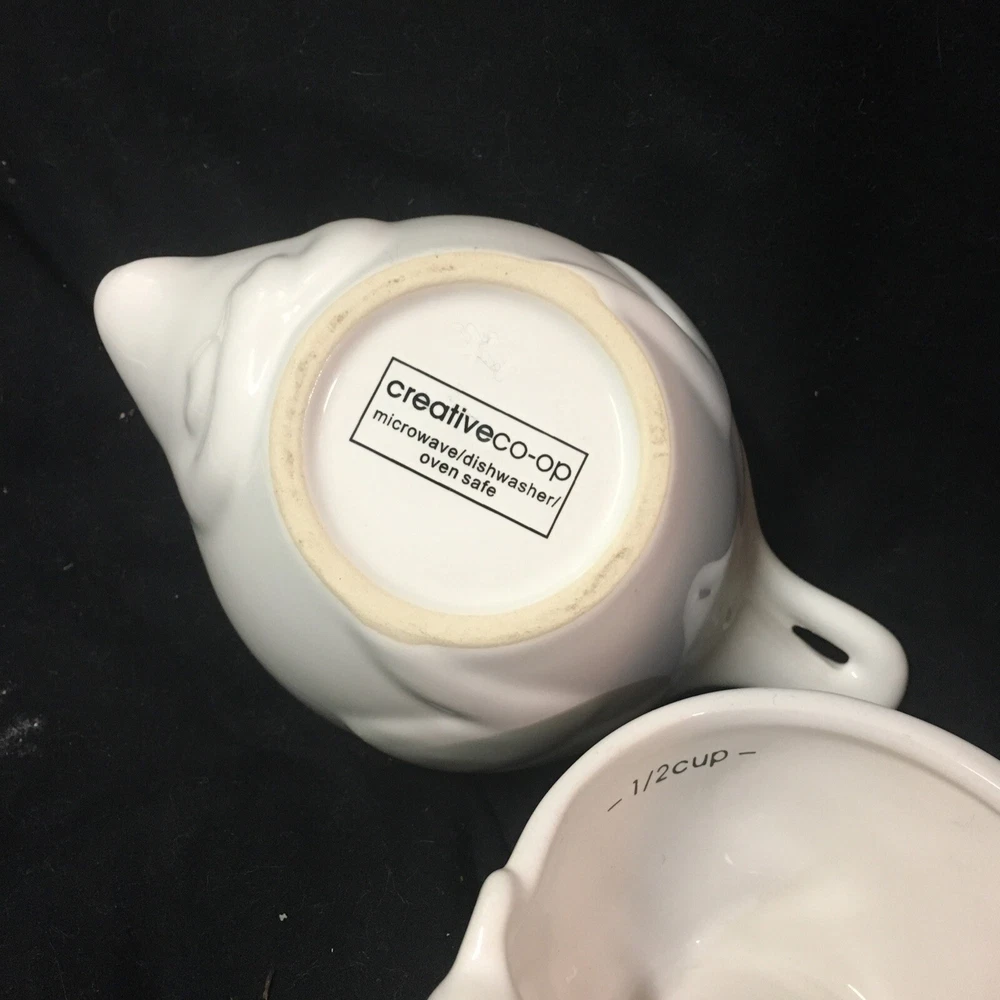 creativeco-op
microwave/dishwasher/
oven safe
– 1/2cup –